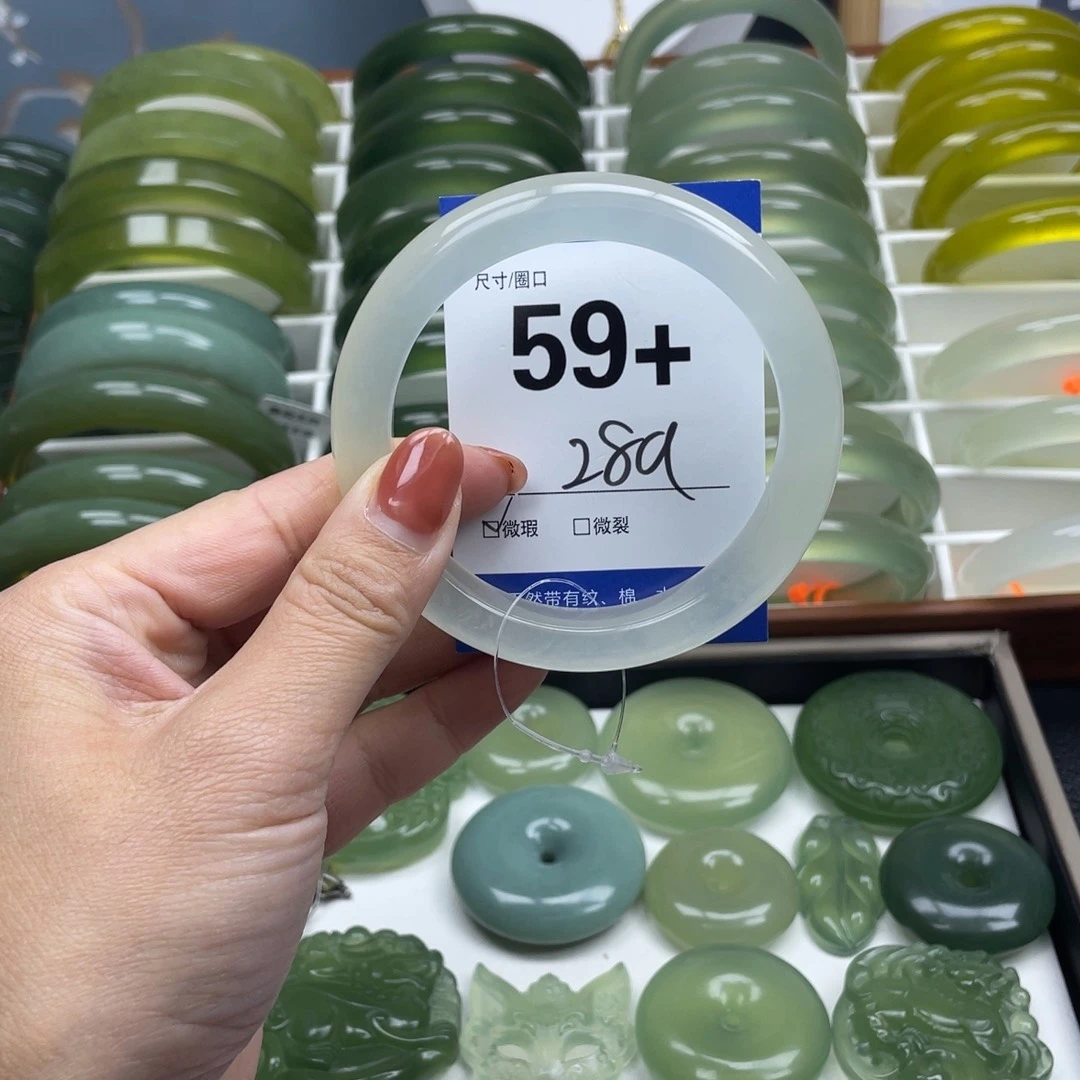 尺寸/圈口
59+
289
☑微瑕 ☐微裂
然带有纹、棉